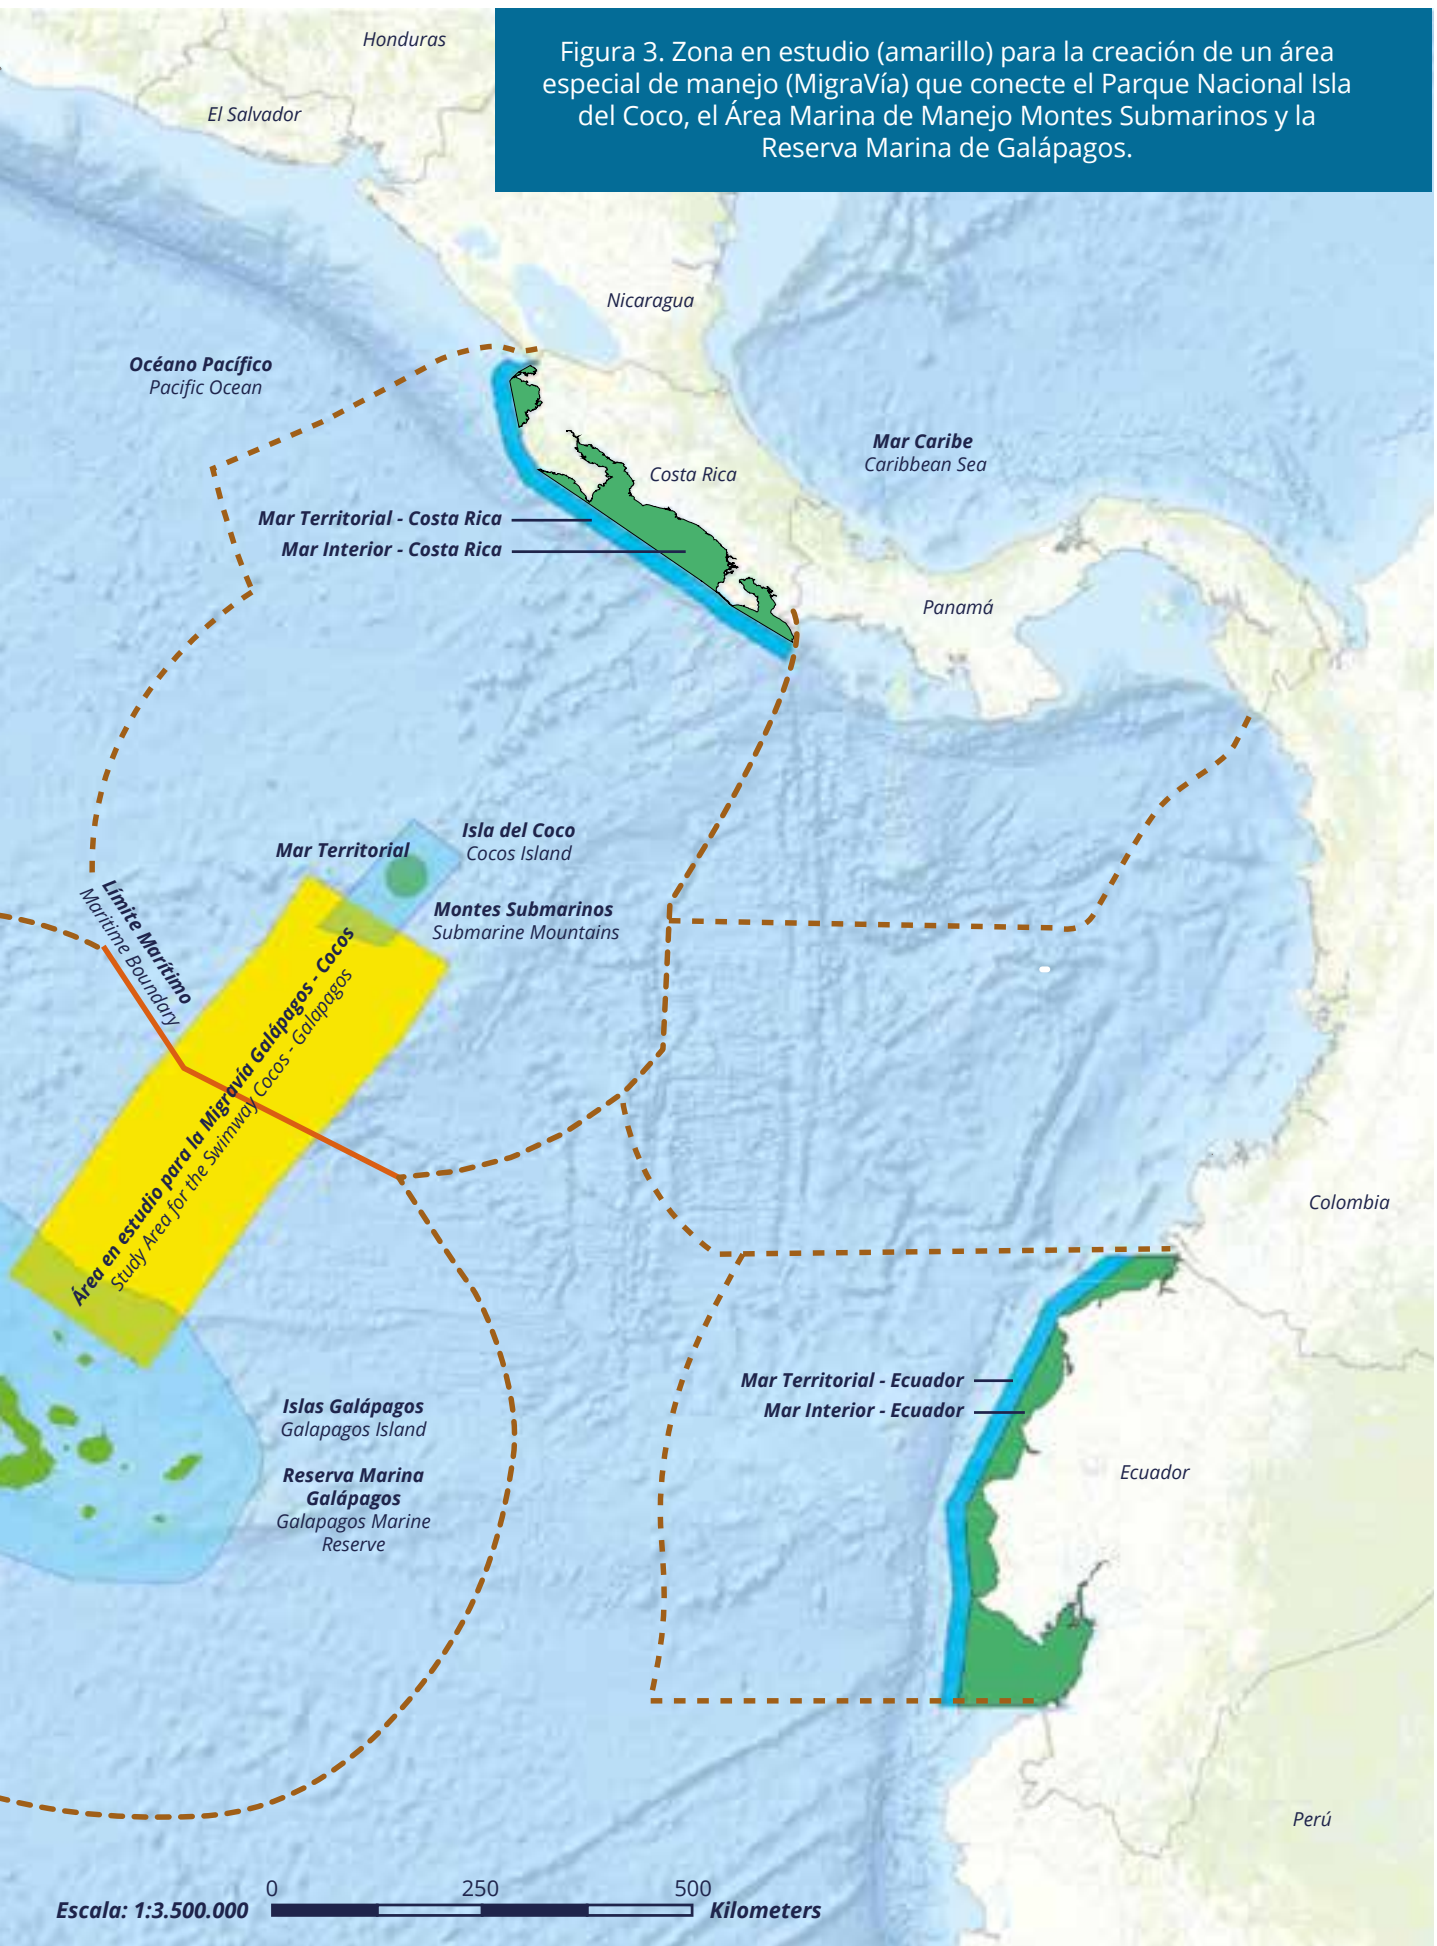 Honduras
Figura 3. Zona en estudio (amarillo) para la creación de un área
especial de manejo (MigraVía) que conecte el Parque Nacional Isla
del Coco, el Área Marina de Manejo Montes Submarinos y la
Reserva Marina de Galápagos.
El Salvador
Nicaragua
Océano Pacífico
Pacific Ocean
Mar Caribe
Caribbean Sea
Costa Rica
Mar Territorial - Costa Rica
Mar Interior - Costa Rica
Panamá
Isla del Coco
Cocos Island
Mar Territorial
Montes Submarinos
Submarine Mountains
Límite Marítimo
Maritime Boundary
Área en estudio para la Migravía Galápagos - Cocos
Study Area for the Swimway Cocos - Galapagos
Colombia
Mar Territorial - Ecuador
Mar Interior - Ecuador
Islas Galápagos
Galapagos Island
Reserva Marina
Galápagos
Galapagos Marine
Reserve
Ecuador
Perú
0 250 500
Escala: 1:3.500.000 Kilometers